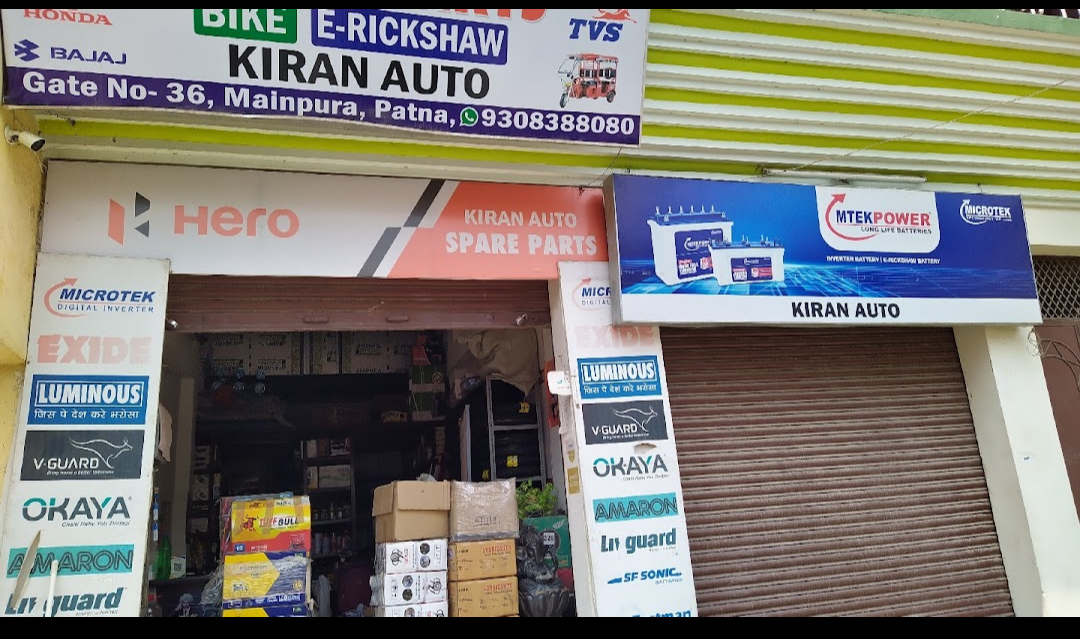 HONDA
BIKE
E-RICKSHAW
TVS
BAJAJ
KIRAN AUTO
Gate No- 36, Mainpura, Patna, 9308388080
Hero
KIRAN AUTO
SPARE PARTS
MTEKPOWER
LONG LIFE BATTERIES
MICROTEK
INVERTER BATTERY | E-RICKSHAW BATTERY
KIRAN AUTO
MICROTEK
DIGITAL INVERTER
EXIDE
LUMINOUS
जिस पे देश करे भरोसा
V-GUARD
OKAYA
AMARON
Livguard
EXIDE
LUMINOUS
जिस पे देश करे भरोसा
V-GUARD
OKAYA
AMARON
Livguard
SF SONIC
BATTERIES